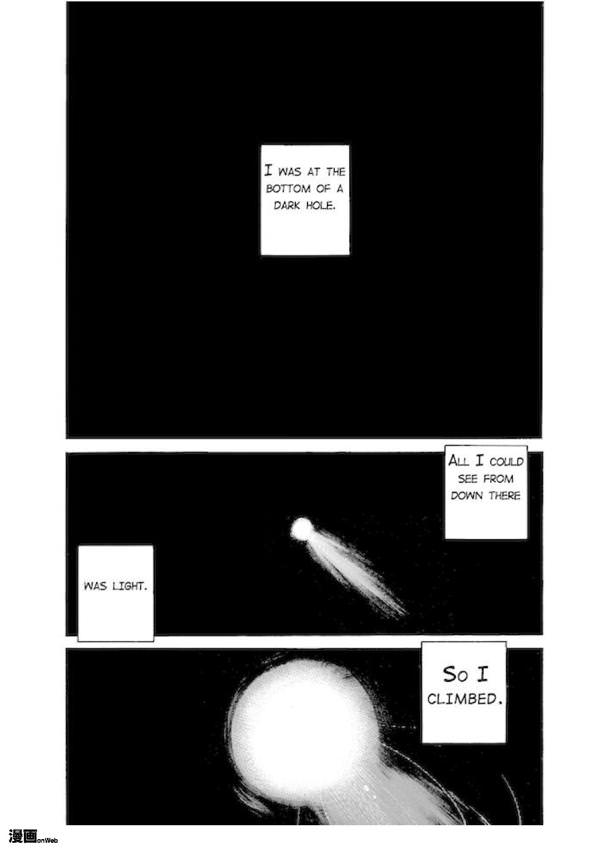 I WAS AT THE
BOTTOM OF A
DARK HOLE.
ALL I COULD
SEE FROM
DOWN THERE
WAS LIGHT.
SO I
CLIMBED.
漫画onWeb